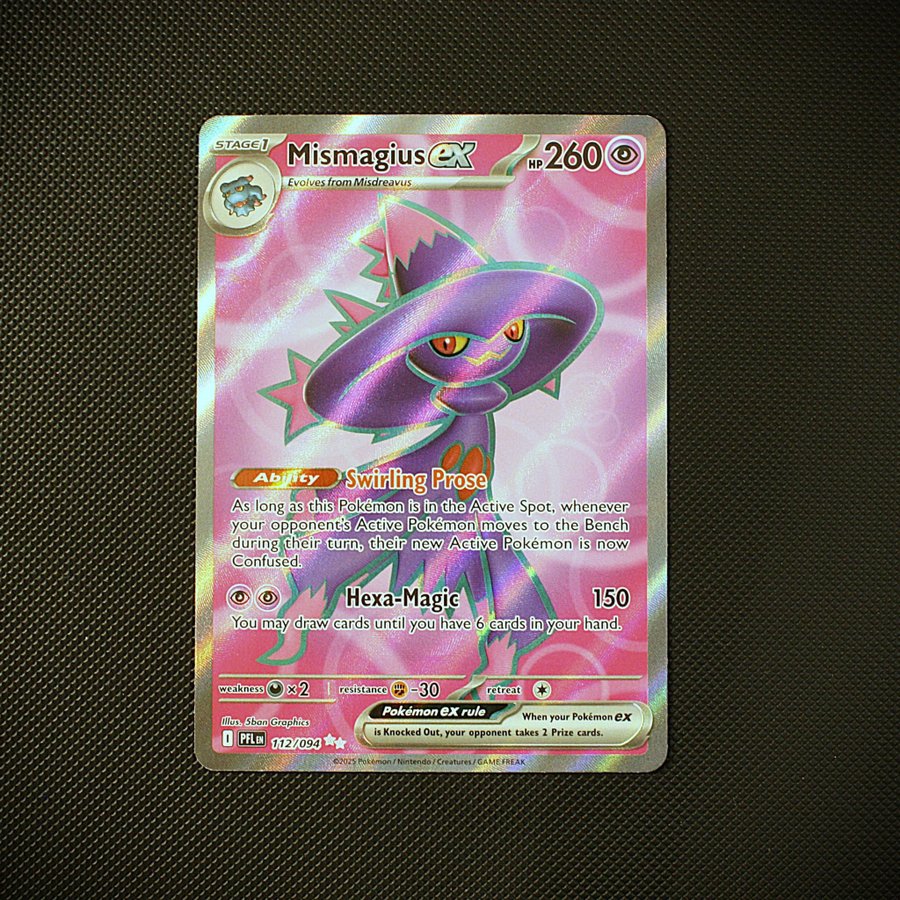 STAGE 1
Mismagius ex
HP 260
Evolves from Misdreavus
Ability
Swirling Prose
As long as this Pokémon is in the Active Spot, whenever
your opponent's Active Pokémon moves to the Bench
during their turn, their new Active Pokémon is now
Confused.
Hexa-Magic 150
You may draw cards until you have 6 cards in your hand.
weakness ×2 resistance -30 retreat
Illus. 5ban Graphics
Pokémon ex rule
When your Pokémon ex
is Knocked Out, your opponent takes 2 Prize cards.
I PFL EN 112/094
©2025 Pokémon / Nintendo / Creatures / GAME FREAK